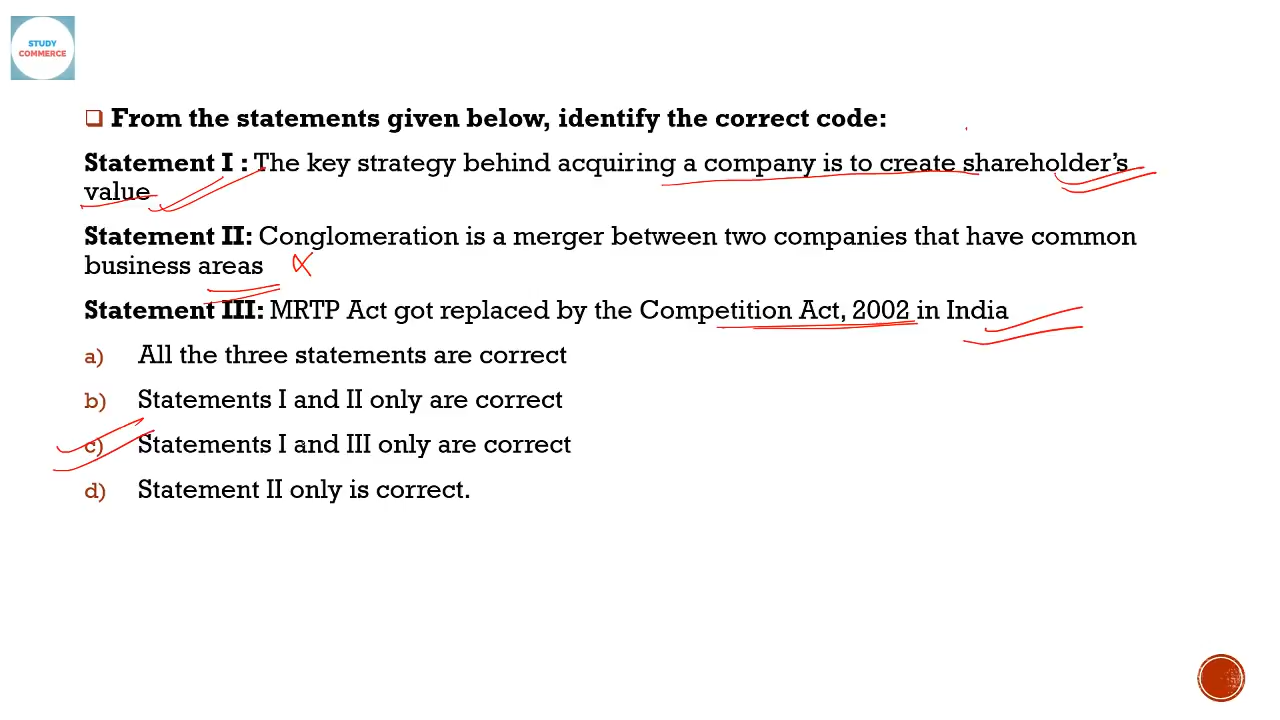 STUDY
COMMERCE
From the statements given below, identify the correct code:
Statement I : The key strategy behind acquiring a company is to create shareholder's
value
Statement II: Conglomeration is a merger between two companies that have common
business areas
Statement III: MRTP Act got replaced by the Competition Act, 2002 in India
a) All the three statements are correct
b) Statements I and II only are correct
c) Statements I and III only are correct
d) Statement II only is correct.